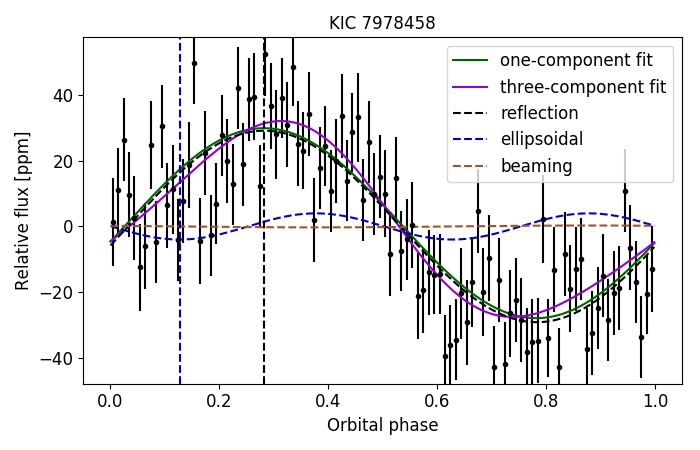 KIC 7978458
one-component fit
three-component fit
reflection
ellipsoidal
beaming
Relative flux [ppm]
40
20
0
−20
−40
0.0 0.2 0.4 0.6 0.8 1.0
Orbital phase